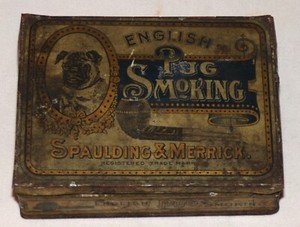 ENGLISH
PUG
SMOKING
SPAULDING & MERRICK.
REGISTERED TRADE MARK